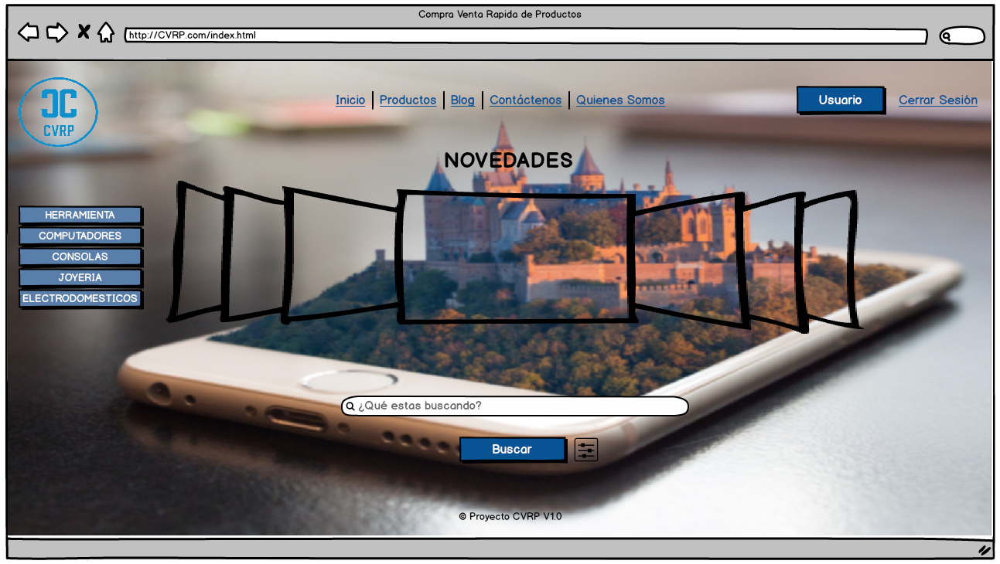 Compra Venta Rapida de Productos
http://CVRP.com/index.html
CVRP
Inicio | Productos | Blog | Contáctenos | Quienes Somos
Usuario
Cerrar Sesión
NOVEDADES
HERRAMIENTA
COMPUTADORES
CONSOLAS
JOYERIA
ELECTRODOMESTICOS
¿Qué estas buscando?
Buscar
© Proyecto CVRP V1.0